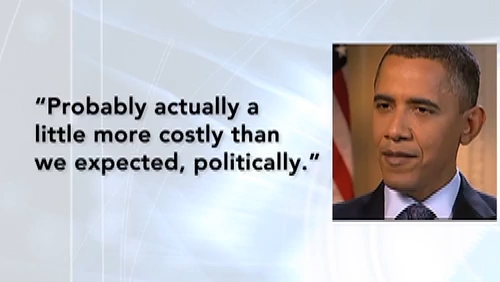 “Probably actually a
little more costly than
we expected, politically.”